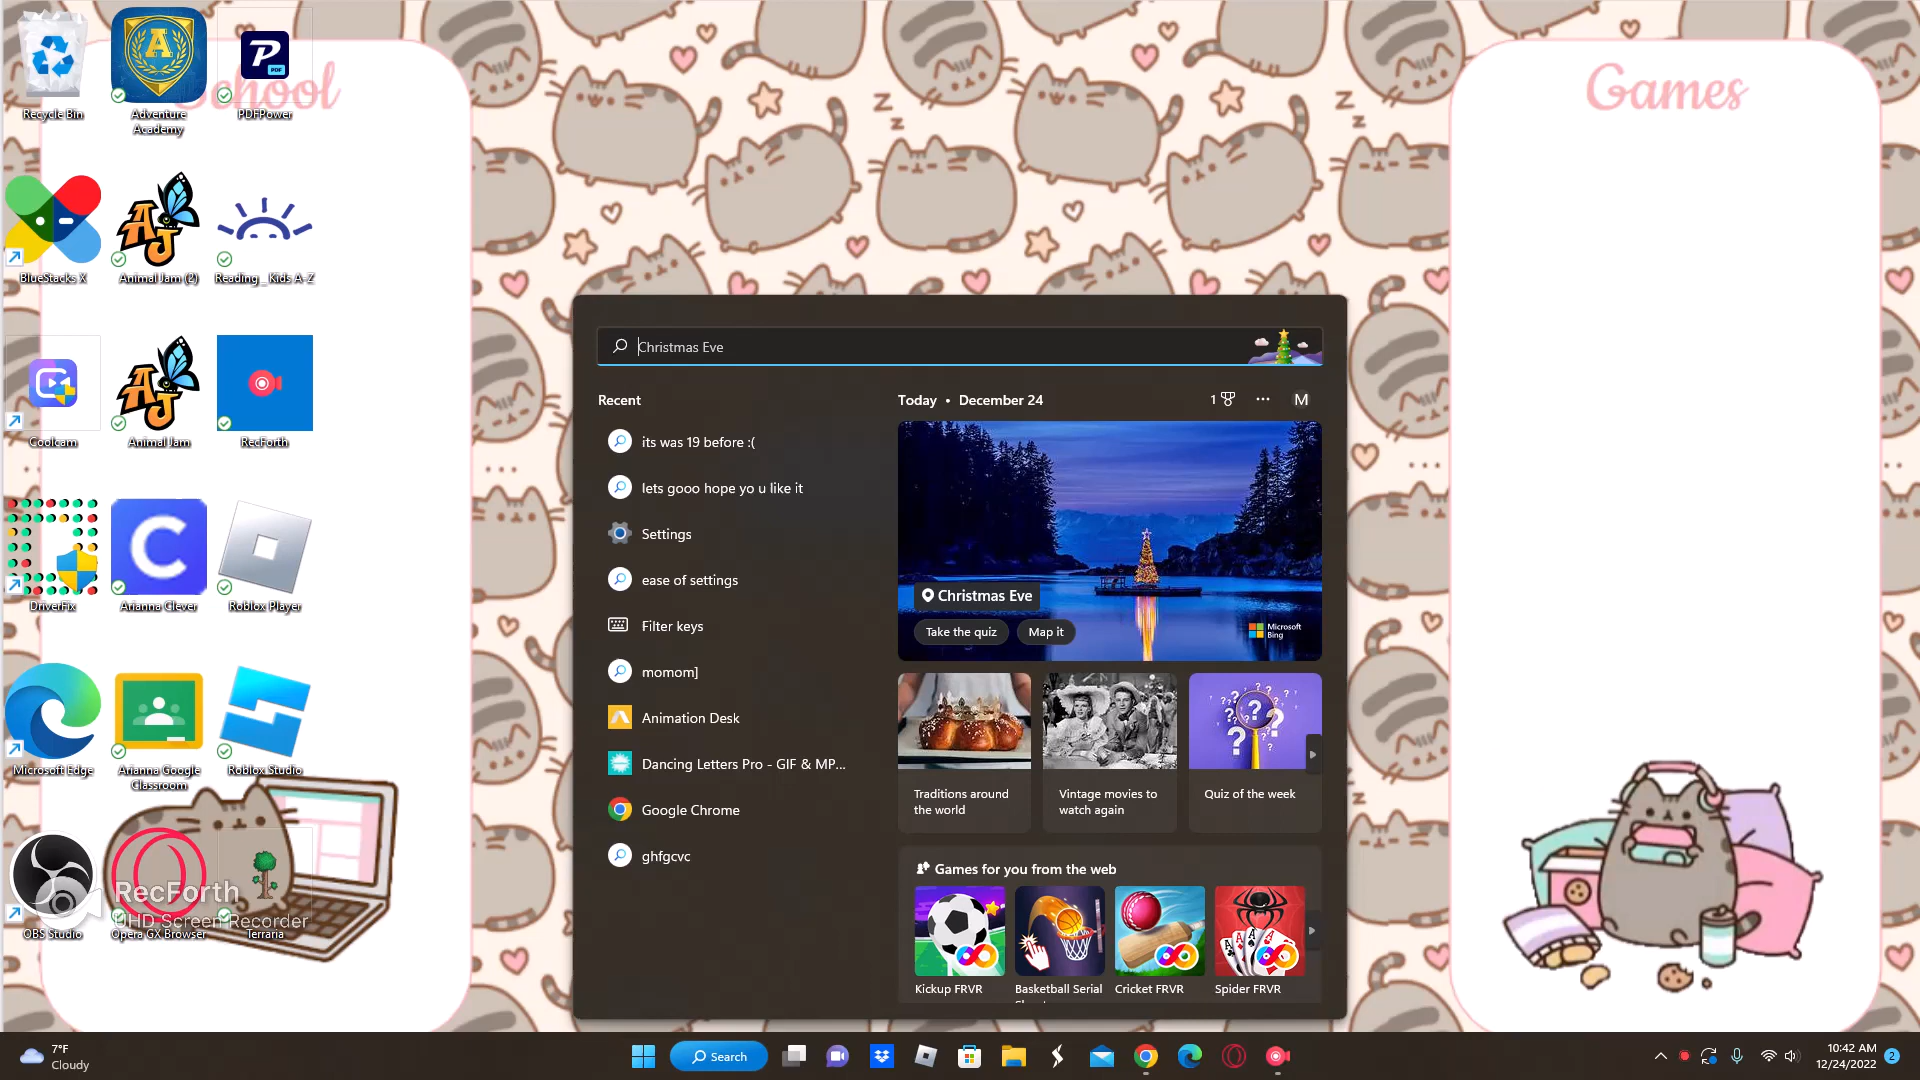 School
Games
Recycle Bin
Adventure
Academy
PDFPower
BlueStacks X
Animal Jam (2)
Reading _ Kids A-Z
Coolcam
Animal Jam
RecForth
DriverFix
Arianna Clever
Roblox Player
Microsoft Edge
Arianna Google
Classroom
Roblox Studio
OBS Studio
Opera GX Browser
Terraria
RecForth
UHD Screen Recorder
Christmas Eve
Recent
its was 19 before :(
lets gooo hope yo u like it
Settings
ease of settings
Filter keys
momom]
Animation Desk
Dancing Letters Pro - GIF & MP...
Google Chrome
ghfgcvc
Today • December 24
1
M
Christmas Eve
Take the quiz
Map it
Microsoft
Bing
Traditions around
the world
Vintage movies to
watch again
Quiz of the week
Games for you from the web
Kickup FRVR
Basketball Serial
Cricket FRVR
Spider FRVR
7°F
Cloudy
Search
10:42 AM
12/24/2022
2